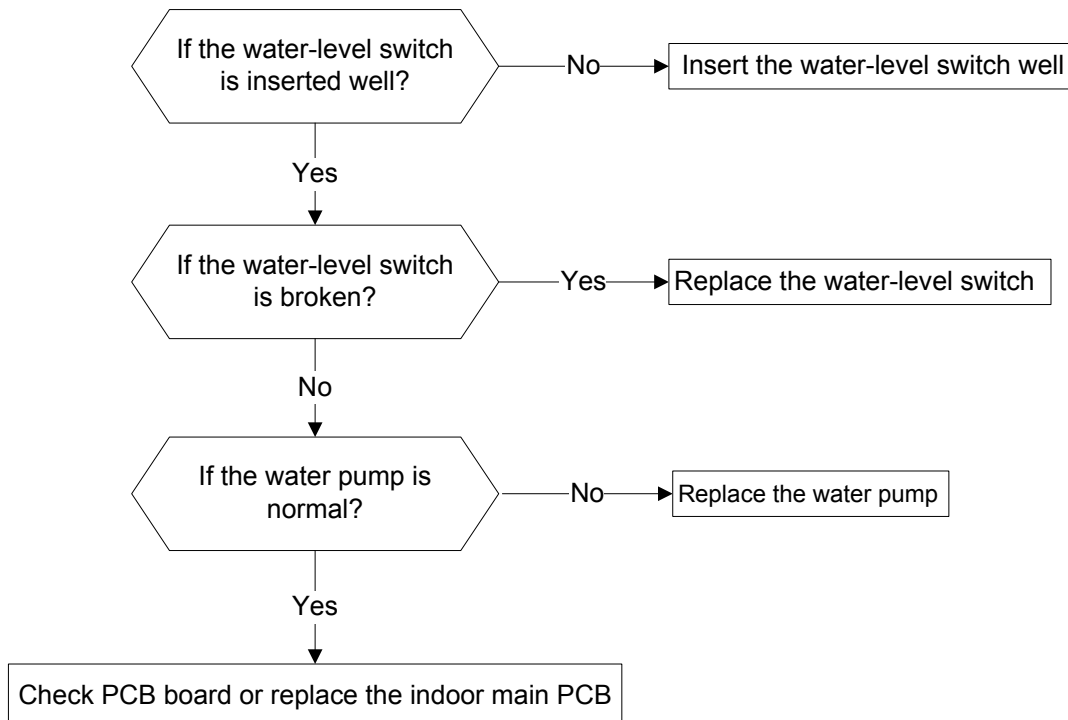 If the water-level switch
is inserted well?
No
Insert the water-level switch well
Yes
If the water-level switch
is broken?
Yes
Replace the water-level switch
No
If the water pump is
normal?
No
Replace the water pump
Yes
Check PCB board or replace the indoor main PCB